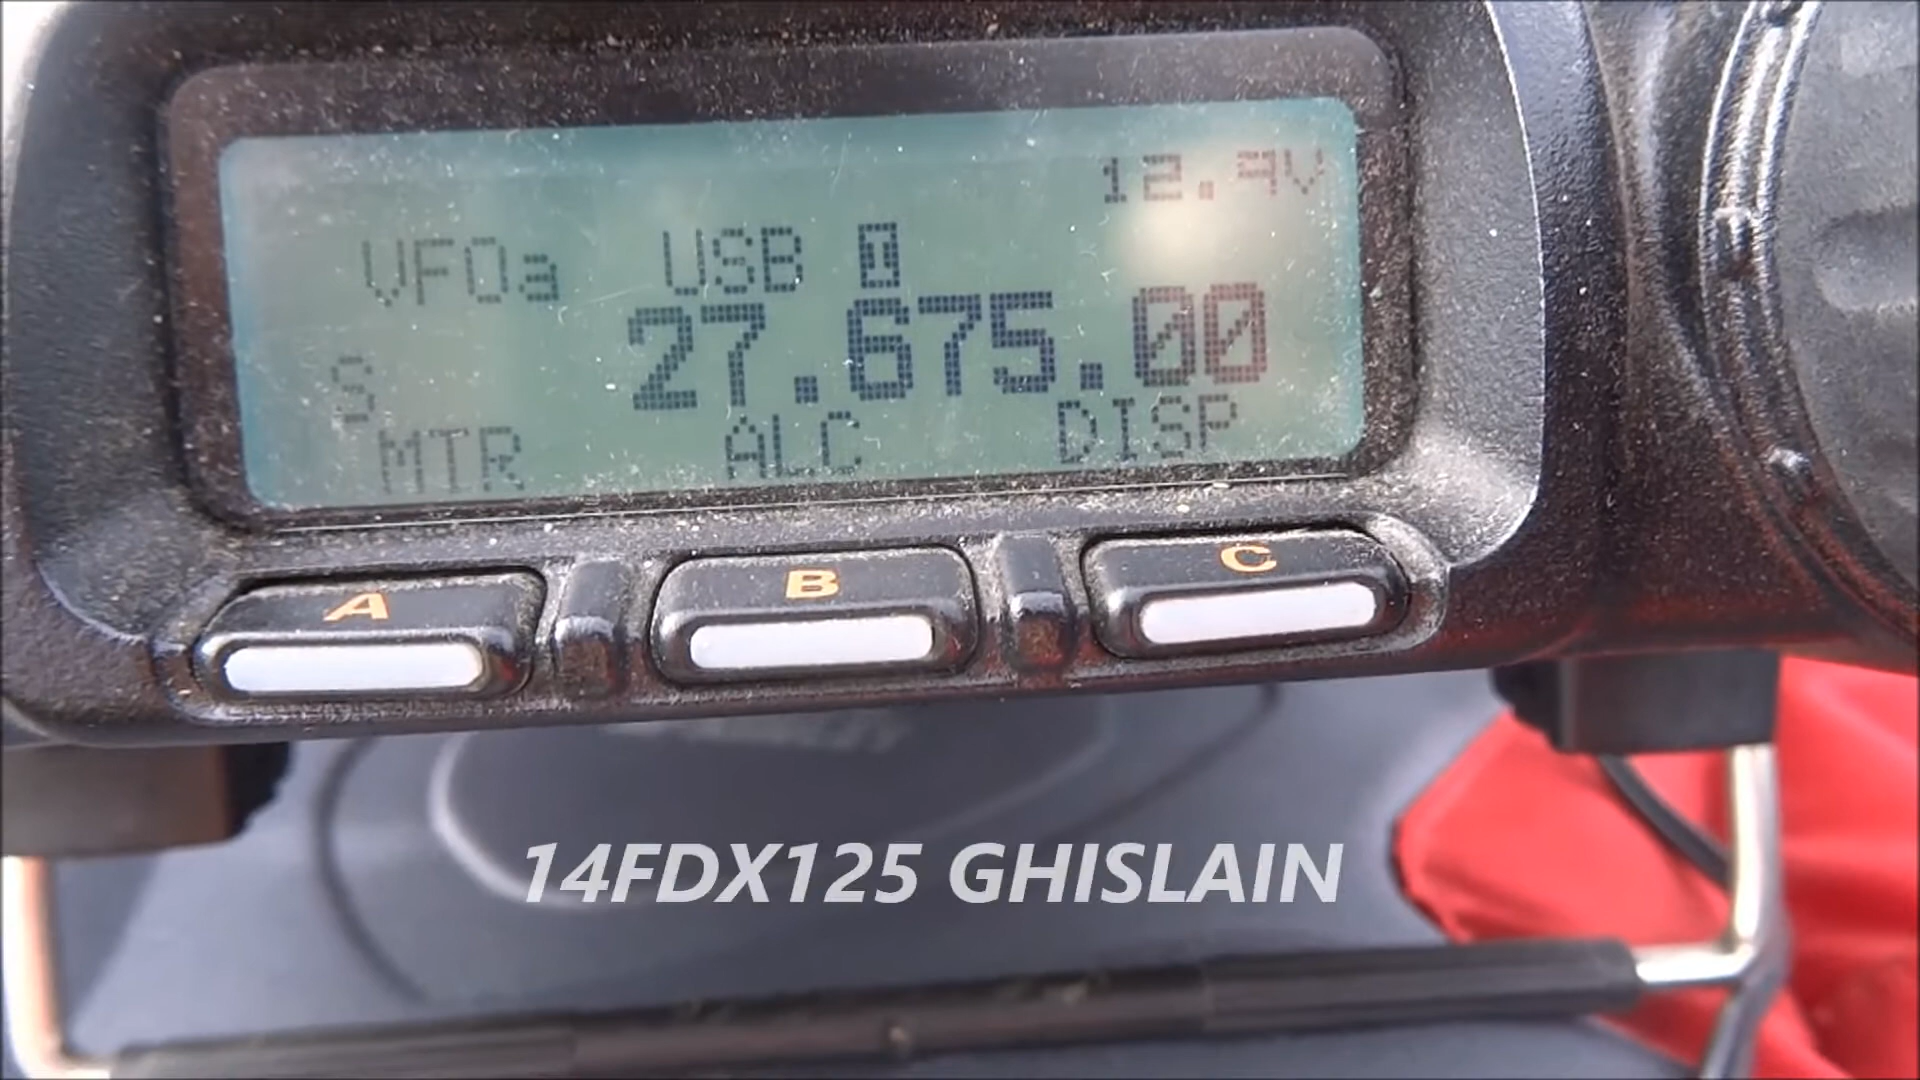 12.4V
VFOa USB
27.675.00
S
MTR ALC DISP
A B C
14FDX125 GHISLAIN